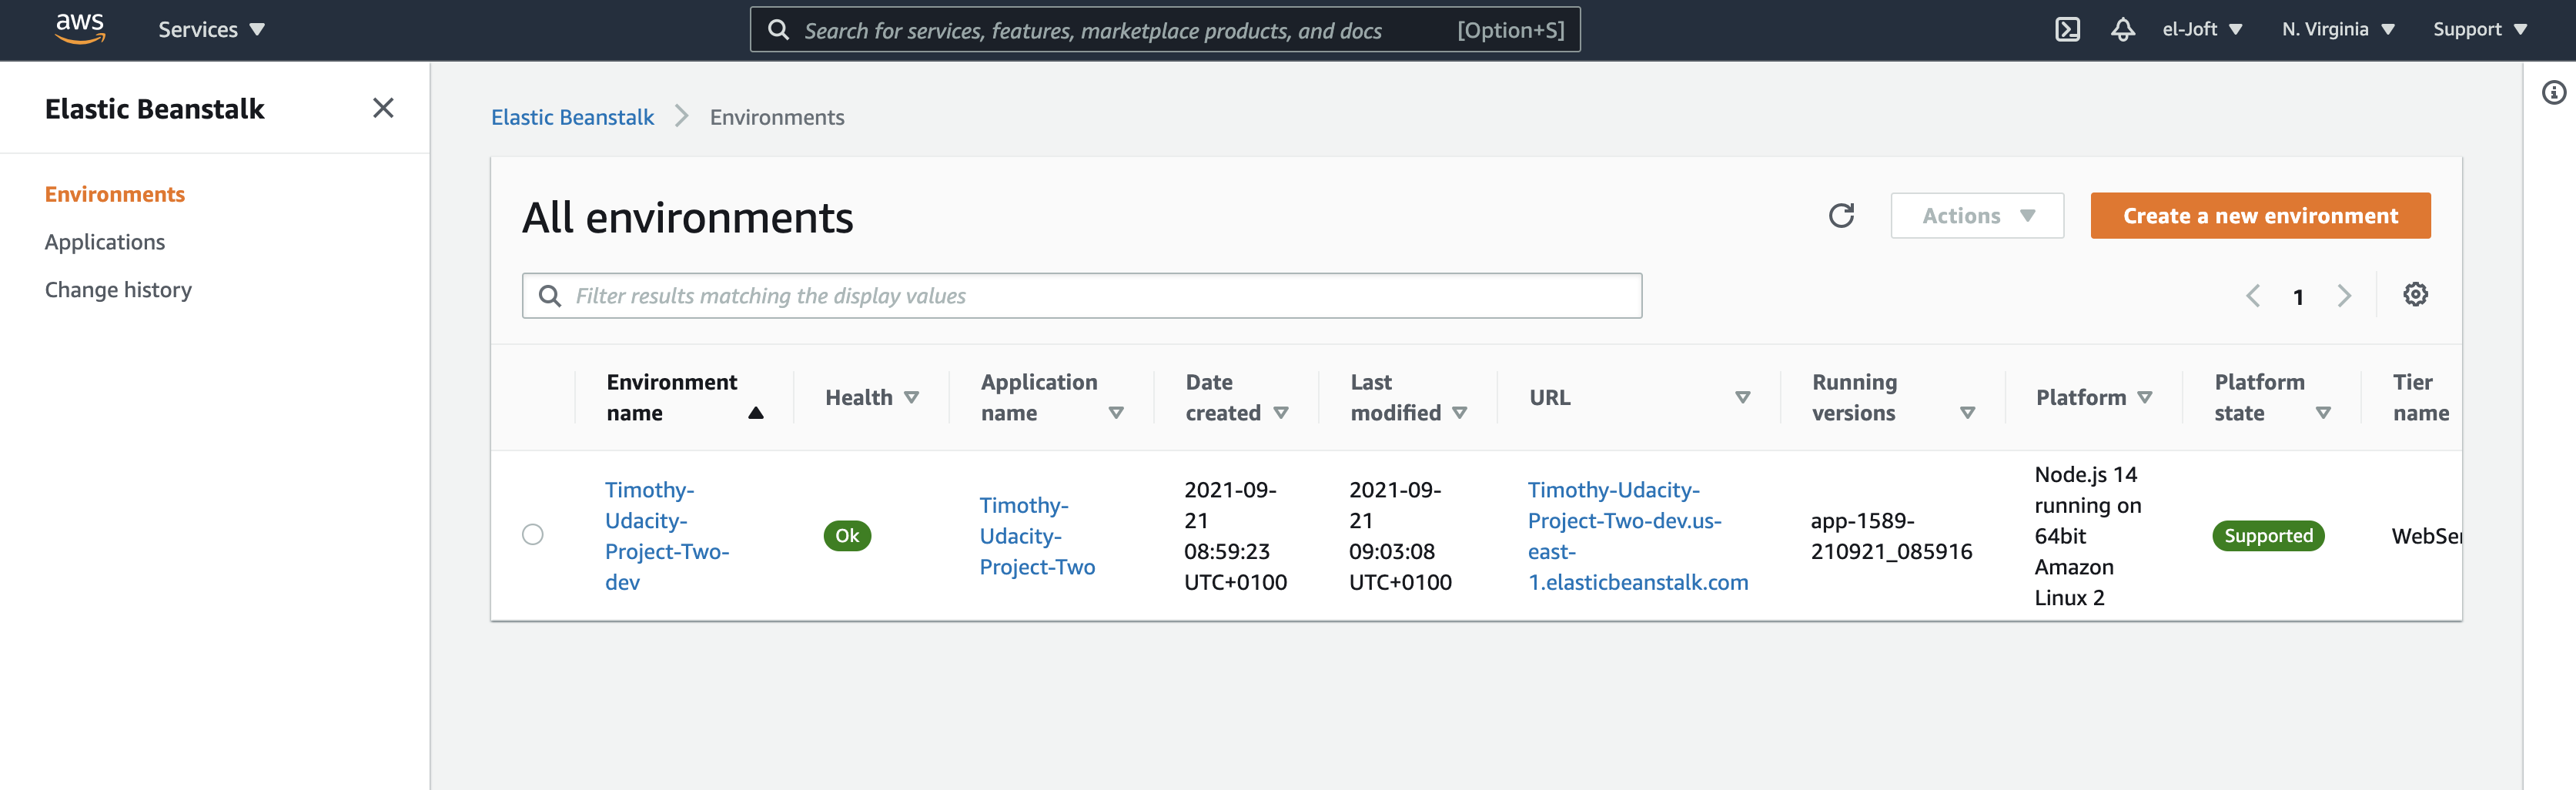 aws
Services
Search for services, features, marketplace products, and docs
[Option+S]
el-Joft
N. Virginia
Support
Elastic Beanstalk
Environments
Applications
Change history
Elastic Beanstalk
Environments
All environments
Actions
Create a new environment
Filter results matching the display values
1
Environment
name
Health
Application
name
Date
created
Last
modified
URL
Running
versions
Platform
Platform
state
Tier
name
Timothy-
Udacity-
Project-Two-
dev
Ok
Timothy-
Udacity-
Project-Two
2021-09-
21
08:59:23
UTC+0100
2021-09-
21
09:03:08
UTC+0100
Timothy-Udacity-
Project-Two-dev.us-
east-
1.elasticbeanstalk.com
app-1589-
210921_085916
Node.js 14
running on
64bit
Amazon
Linux 2
Supported
WebSer